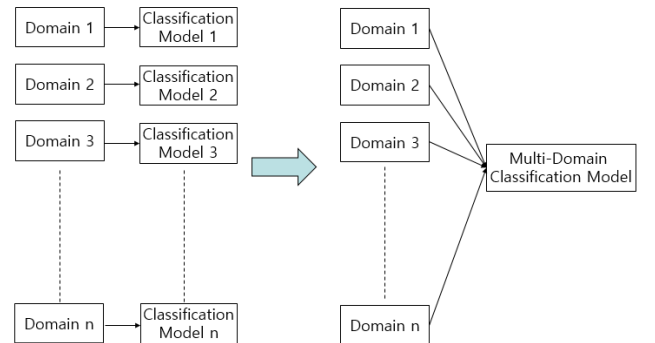 Domain 1
Classification
Model 1
Domain 2
Classification
Model 2
Domain 3
Classification
Model 3
Domain n
Classification
Model n
Domain 1
Domain 2
Domain 3
Domain n
Multi-Domain
Classification Model